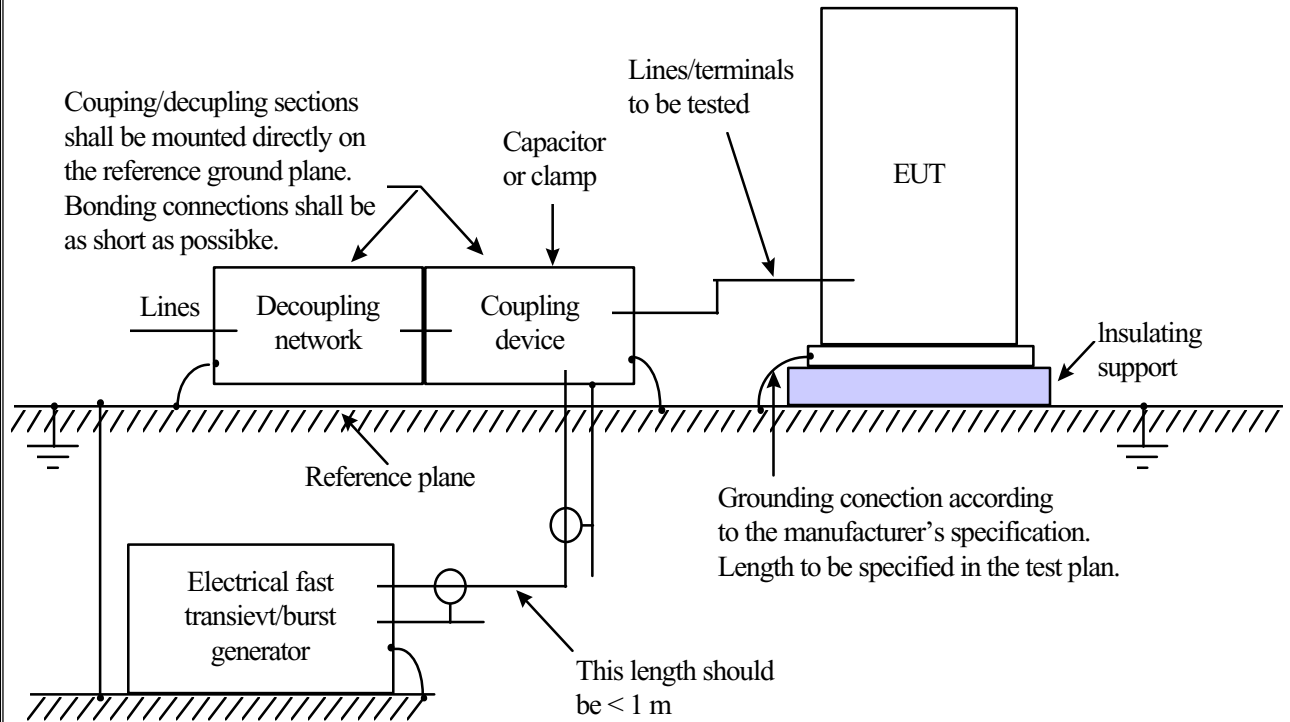 Couping/decupling sections
shall be mounted directly on
the reference ground plane.
Bonding connections shall be
as short as possibke.
Capacitor
or clamp
Lines/terminals
to be tested
EUT
Lines
Decoupling
network
Coupling
device
lnsulating
support
Reference plane
Grounding conection according
to the manufacturer’s specification.
Length to be specified in the test plan.
Electrical fast
transievt/burst
generator
This length should
be < 1 m